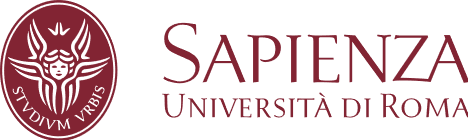 STVDIVM VRBIS
SAPIENZA
UNIVERSITÀ DI ROMA